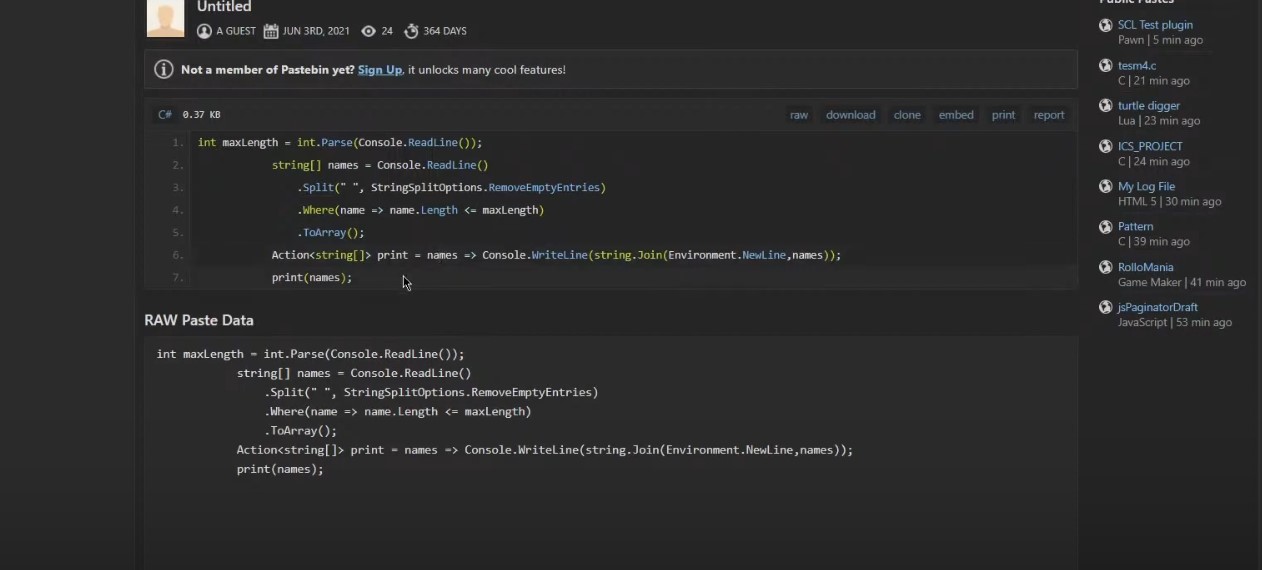 Untitled
A GUEST JUN 3RD, 2021 24 364 DAYS
Not a member of Pastebin yet? Sign Up, it unlocks many cool features!
C# 0.37 KB raw download clone embed print report
1. int maxLength = int.Parse(Console.ReadLine());
2. string[] names = Console.ReadLine()
3. .Split(" ", StringSplitOptions.RemoveEmptyEntries)
4. .Where(name => name.Length <= maxLength)
5. .ToArray();
6. Action<string[]> print = names => Console.WriteLine(string.Join(Environment.NewLine,names));
7. print(names);
RAW Paste Data
int maxLength = int.Parse(Console.ReadLine());
string[] names = Console.ReadLine()
.Split(" ", StringSplitOptions.RemoveEmptyEntries)
.Where(name => name.Length <= maxLength)
.ToArray();
Action<string[]> print = names => Console.WriteLine(string.Join(Environment.NewLine,names));
print(names);
Public Pastes
SCL Test plugin
Pawn | 5 min ago
tesm4.c
C | 21 min ago
turtle digger
Lua | 23 min ago
ICS_PROJECT
C | 24 min ago
My Log File
HTML 5 | 30 min ago
Pattern
C | 39 min ago
RolloMania
Game Maker | 41 min ago
jsPaginatorDraft
JavaScript | 53 min ago